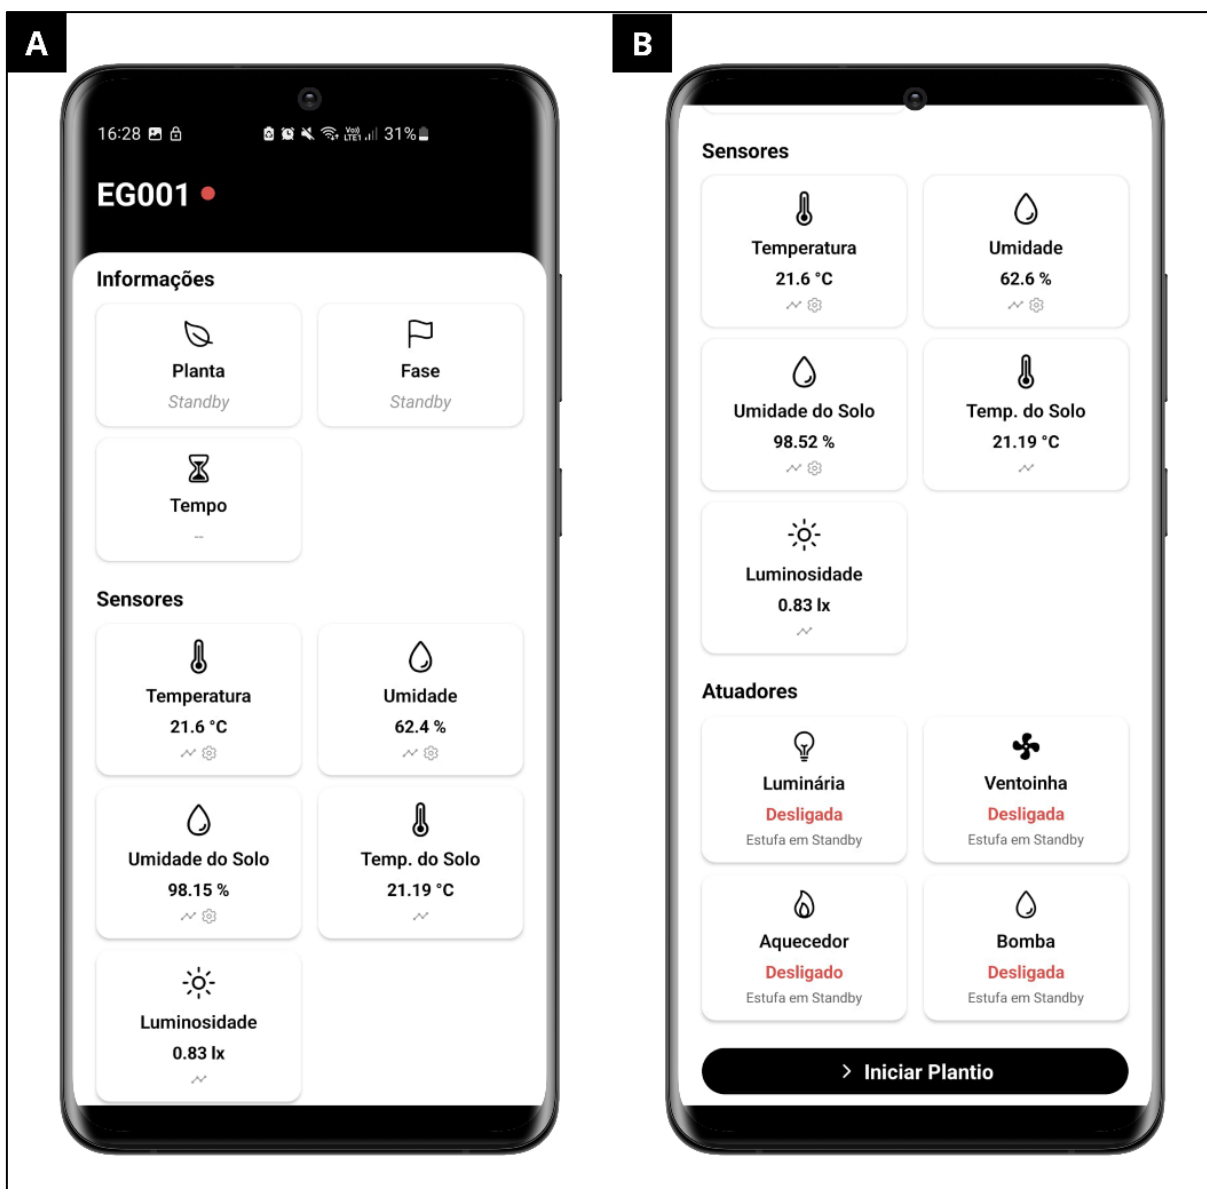 A
16:28
Vo))
LTE1
31%
EG001
Informações
Planta
Standby
Fase
Standby
Tempo
--
Sensores
Temperatura
21.6 °C
Umidade
62.4 %
Umidade do Solo
98.15 %
Temp. do Solo
21.19 °C
Luminosidade
0.83 lx
B
Sensores
Temperatura
21.6 °C
Umidade
62.6 %
Umidade do Solo
98.52 %
Temp. do Solo
21.19 °C
Luminosidade
0.83 lx
Atuadores
Luminária
Desligada
Estufa em Standby
Ventoinha
Desligada
Estufa em Standby
Aquecedor
Desligado
Estufa em Standby
Bomba
Desligada
Estufa em Standby
Iniciar Plantio